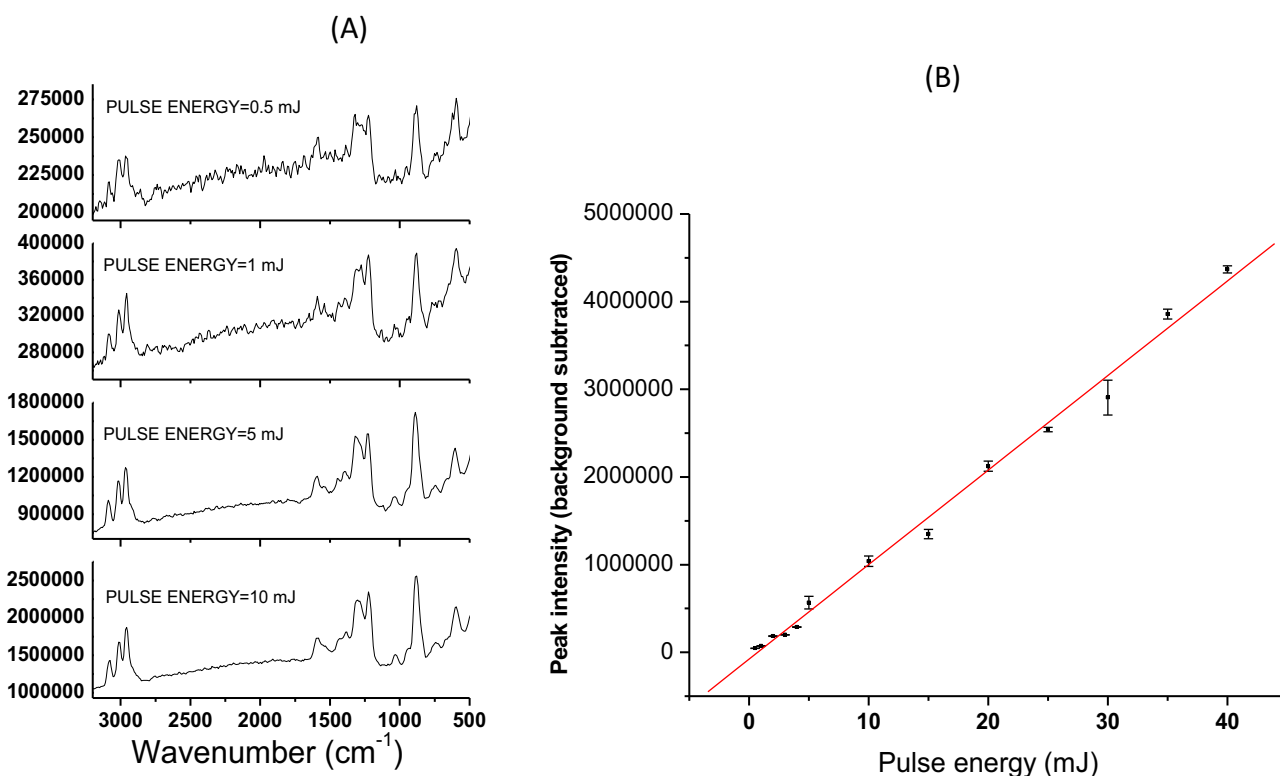 (A)
275000
250000
225000
200000
PULSE ENERGY=0.5 mJ
400000
360000
320000
280000
PULSE ENERGY=1 mJ
1800000
1500000
1200000
900000
PULSE ENERGY=5 mJ
2500000
2000000
1500000
1000000
PULSE ENERGY=10 mJ
3000 2500 2000 1500 1000 500
Wavenumber (cm⁻¹)
(B)
Peak intensity (background subtratced)
5000000
4000000
3000000
2000000
1000000
0
0 10 20 30 40
Pulse energy (mJ)